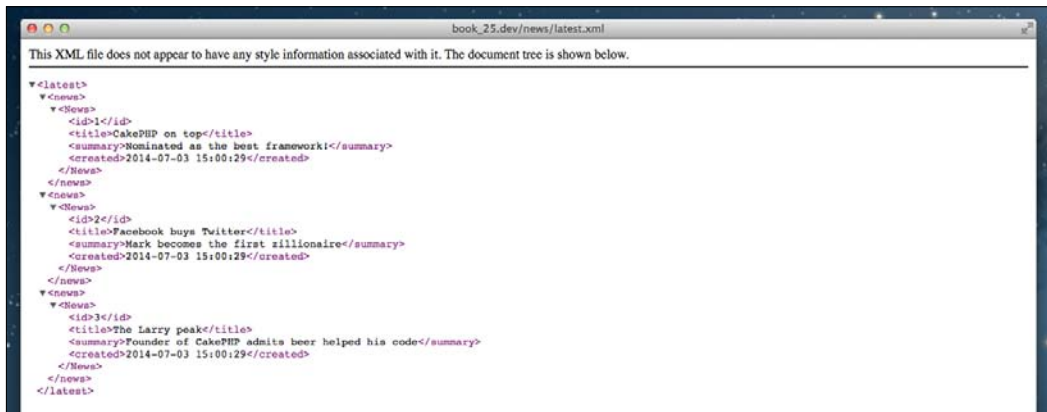 book_25.dev/news/latest.xml
This XML file does not appear to have any style information associated with it. The document tree is shown below.
▼<latest>
▼<news>
▼<News>
<id>1</id>
<title>CakePHP on top</title>
<summary>Nominated as the best framework!</summary>
<created>2014-07-03 15:00:29</created>
</News>
</news>
▼<news>
▼<News>
<id>2</id>
<title>Facebook buys Twitter</title>
<summary>Mark becomes the first zillionaire</summary>
<created>2014-07-03 15:00:29</created>
</News>
</news>
▼<news>
▼<News>
<id>3</id>
<title>The Larry peak</title>
<summary>Founder of CakePHP admits beer helped his code</summary>
<created>2014-07-03 15:00:29</created>
</News>
</news>
</latest>